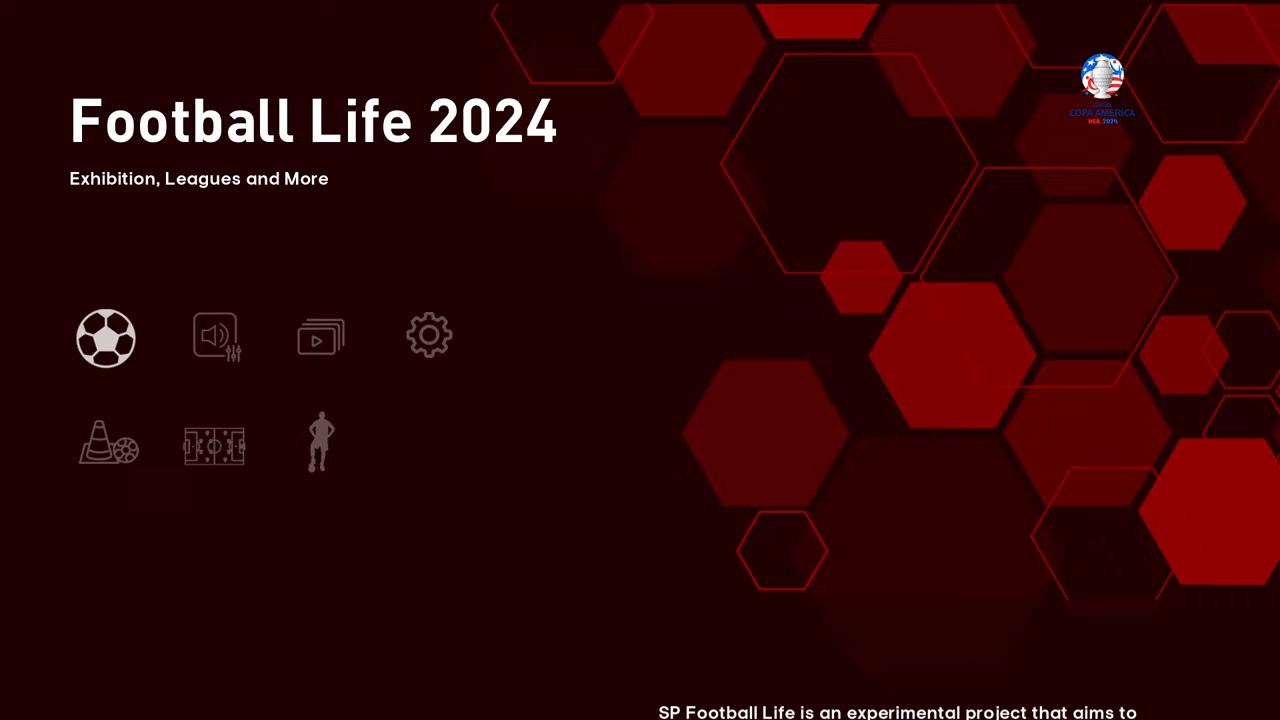 Football Life 2024
Exhibition, Leagues and More
COPA AMERICA
USA 2024
SP Football Life is an experimental project that aims to